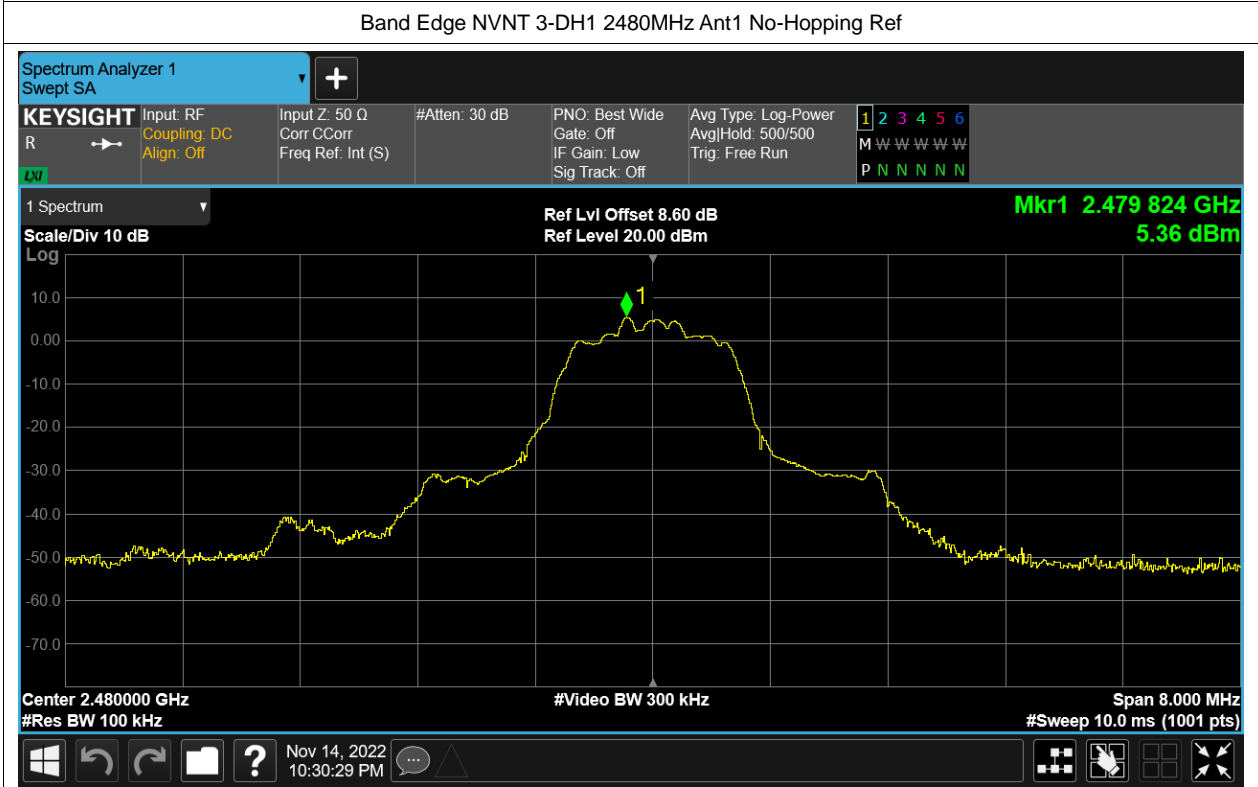 Band Edge NVNT 3-DH1 2480MHz Ant1 No-Hopping Ref
Spectrum Analyzer 1
Swept SA
KEYSIGHT
R
LXI
Input: RF
Coupling: DC
Align: Off
Input Z: 50 Ω
Corr CCorr
Freq Ref: Int (S)
#Atten: 30 dB
PNO: Best Wide
Gate: Off
IF Gain: Low
Sig Track: Off
Avg Type: Log-Power
Avg|Hold: 500/500
Trig: Free Run
1 2 3 4 5 6
M W W W W W W
P N N N N N
1 Spectrum
Scale/Div 10 dB
Log
Ref Lvl Offset 8.60 dB
Ref Level 20.00 dBm
Mkr1 2.479 824 GHz
5.36 dBm
1
10.0
0.00
-10.0
-20.0
-30.0
-40.0
-50.0
-60.0
-70.0
Center 2.480000 GHz
#Res BW 100 kHz
#Video BW 300 kHz
Span 8.000 MHz
#Sweep 10.0 ms (1001 pts)
?
Nov 14, 2022
10:30:29 PM